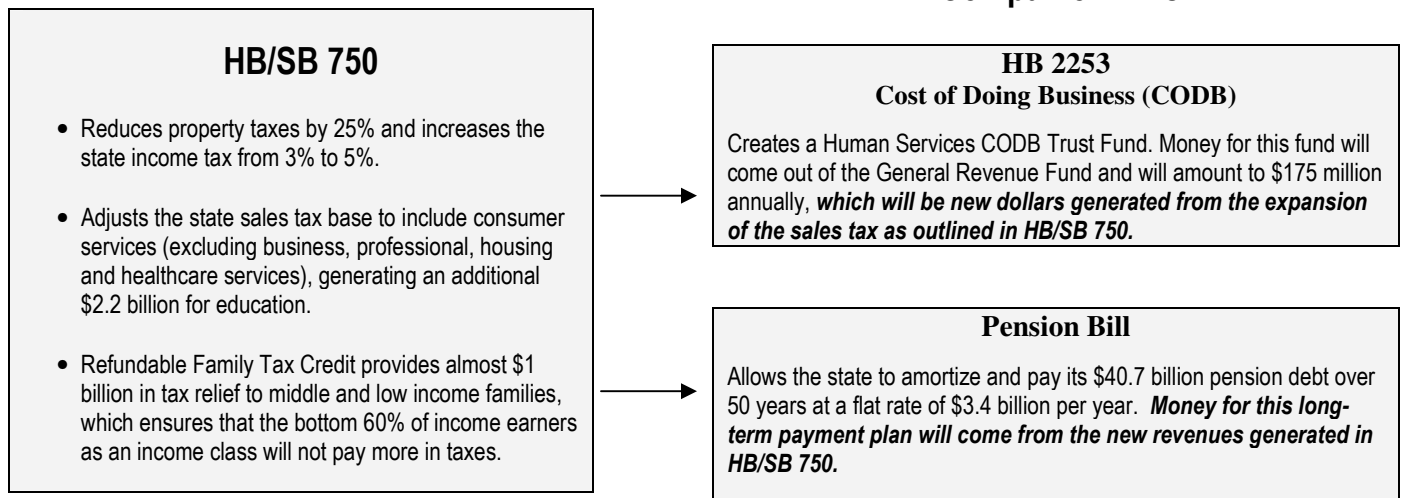 HB/SB 750
• Reduces property taxes by 25% and increases the
state income tax from 3% to 5%.
• Adjusts the state sales tax base to include consumer
services (excluding business, professional, housing
and healthcare services), generating an additional
$2.2 billion for education.
• Refundable Family Tax Credit provides almost $1
billion in tax relief to middle and low income families,
which ensures that the bottom 60% of income earners
as an income class will not pay more in taxes.
HB 2253
Cost of Doing Business (CODB)
Creates a Human Services CODB Trust Fund. Money for this fund will
come out of the General Revenue Fund and will amount to $175 million
annually, which will be new dollars generated from the expansion
of the sales tax as outlined in HB/SB 750.
Pension Bill
Allows the state to amortize and pay its $40.7 billion pension debt over
50 years at a flat rate of $3.4 billion per year. Money for this long-
term payment plan will come from the new revenues generated in
HB/SB 750.